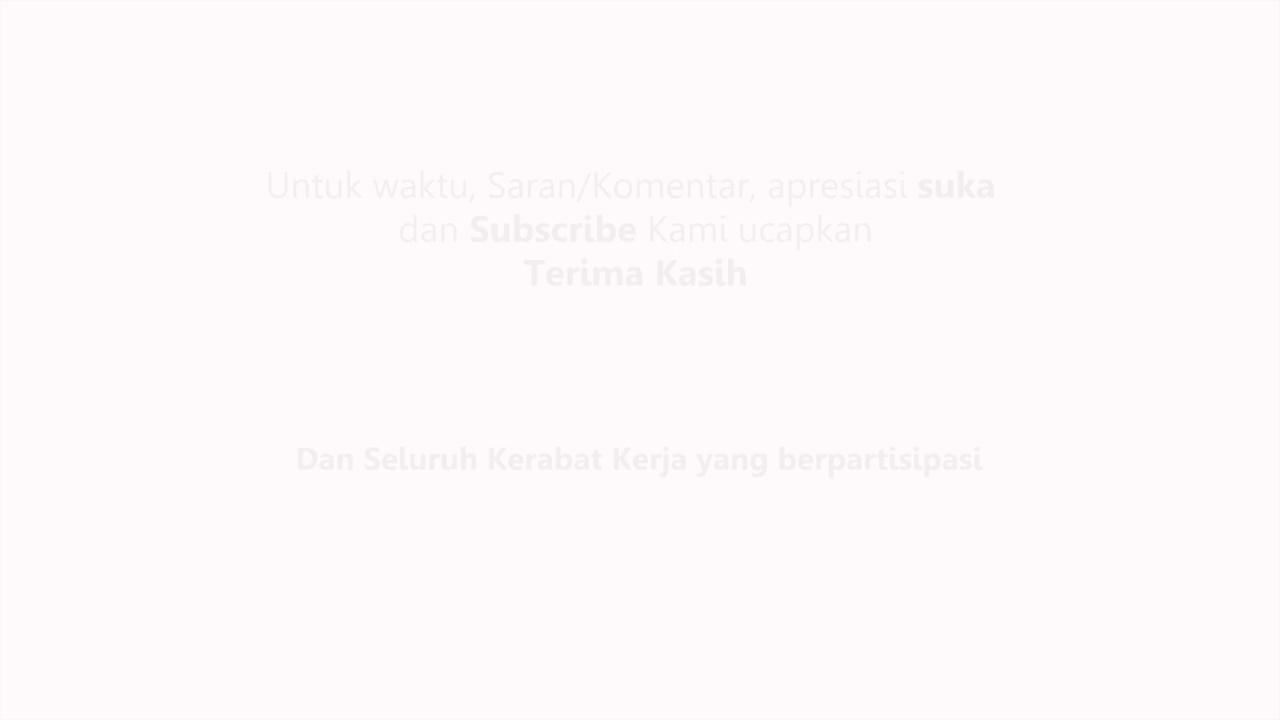 Untuk waktu, Saran/Komentar, apresiasi suka
dan Subscribe Kami ucapkan
Terima Kasih
Dan Seluruh Kerabat Kerja yang berpartisipasi